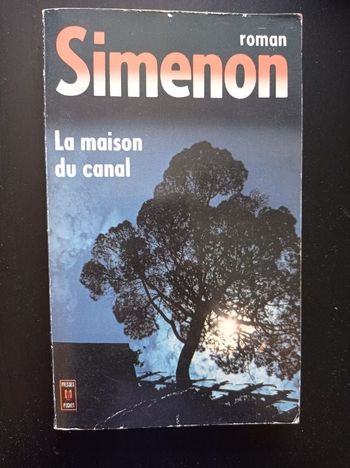 roman
Simenon
La maison
du canal
PRESSES
POCKET